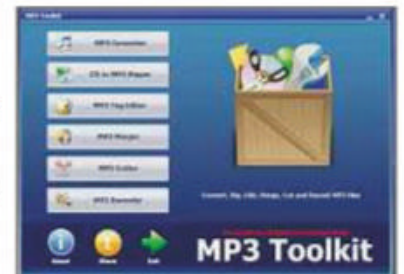 MP3 Toolkit
MP3 Converter
CD to MP3 Ripper
MP3 Tag Editor
MP3 Merger
MP3 Cutter
MP3 Recorder
Convert, Rip, Edit, Merge, Cut and Record MP3 files
About
Share
Exit
MP3 Toolkit